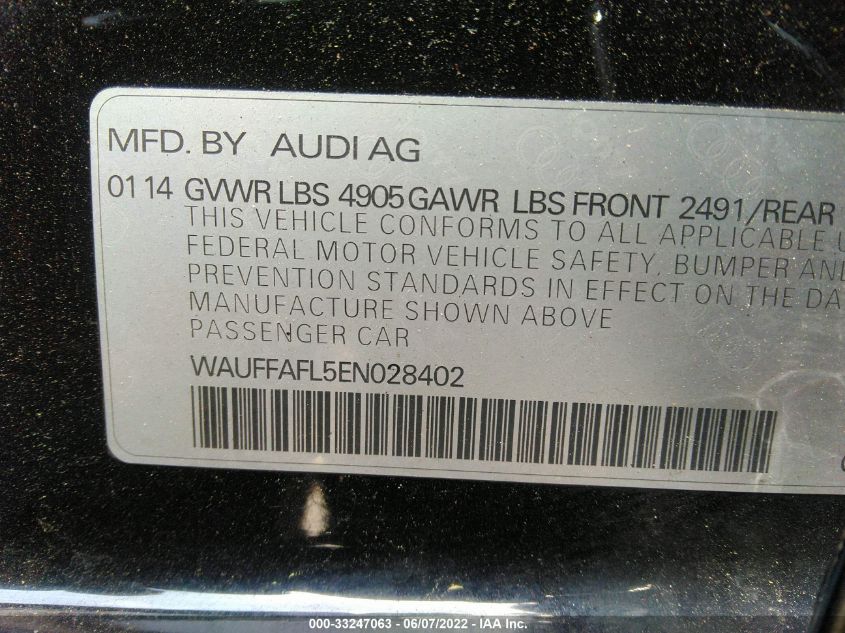 MFD. BY AUDI AG
01 14 GVWR LBS 4905 GAWR LBS FRONT 2491/REAR
THIS VEHICLE CONFORMS TO ALL APPLICABLE
FEDERAL MOTOR VEHICLE SAFETY, BUMPER AND
PREVENTION STANDARDS IN EFFECT ON THE
MANUFACTURE SHOWN ABOVE
PASSENGER CAR
WAUFFAFL5EN028402
000-33247063 - 06/07/2022 - IAA Inc.